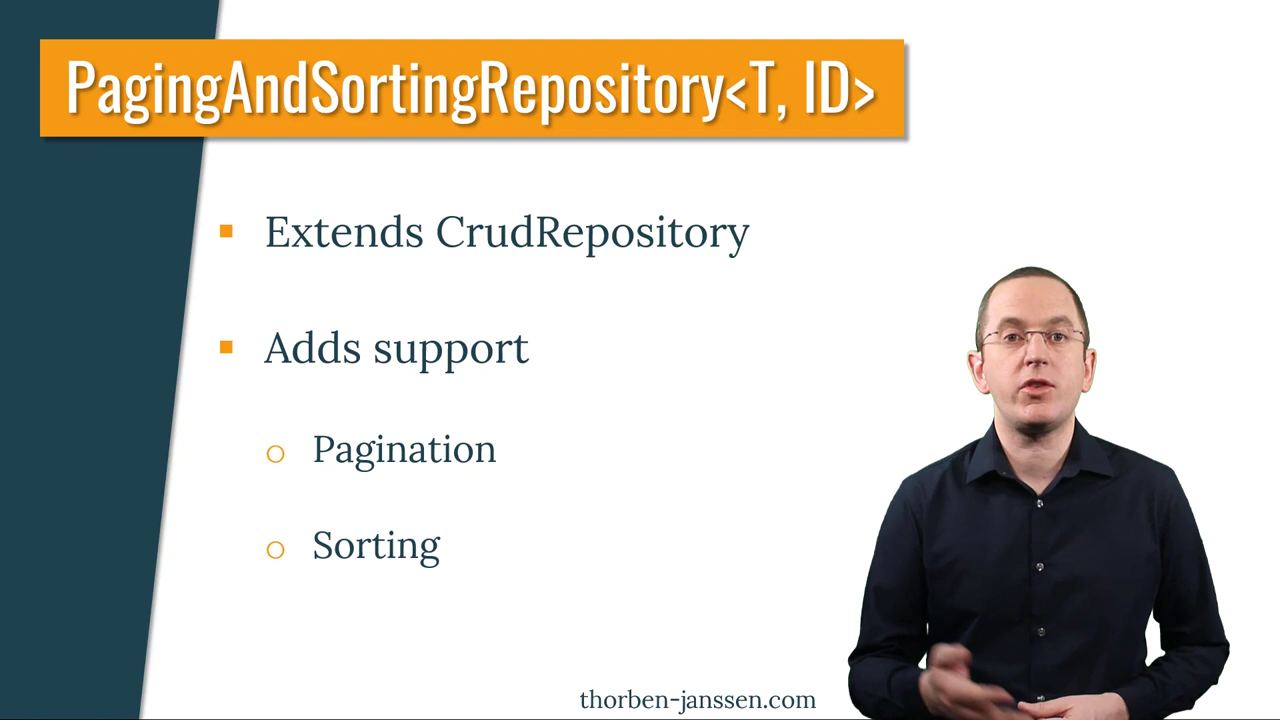 PagingAndSortingRepository<T, ID>
Extends CrudRepository
Adds support
Pagination
Sorting
thorben-janssen.com